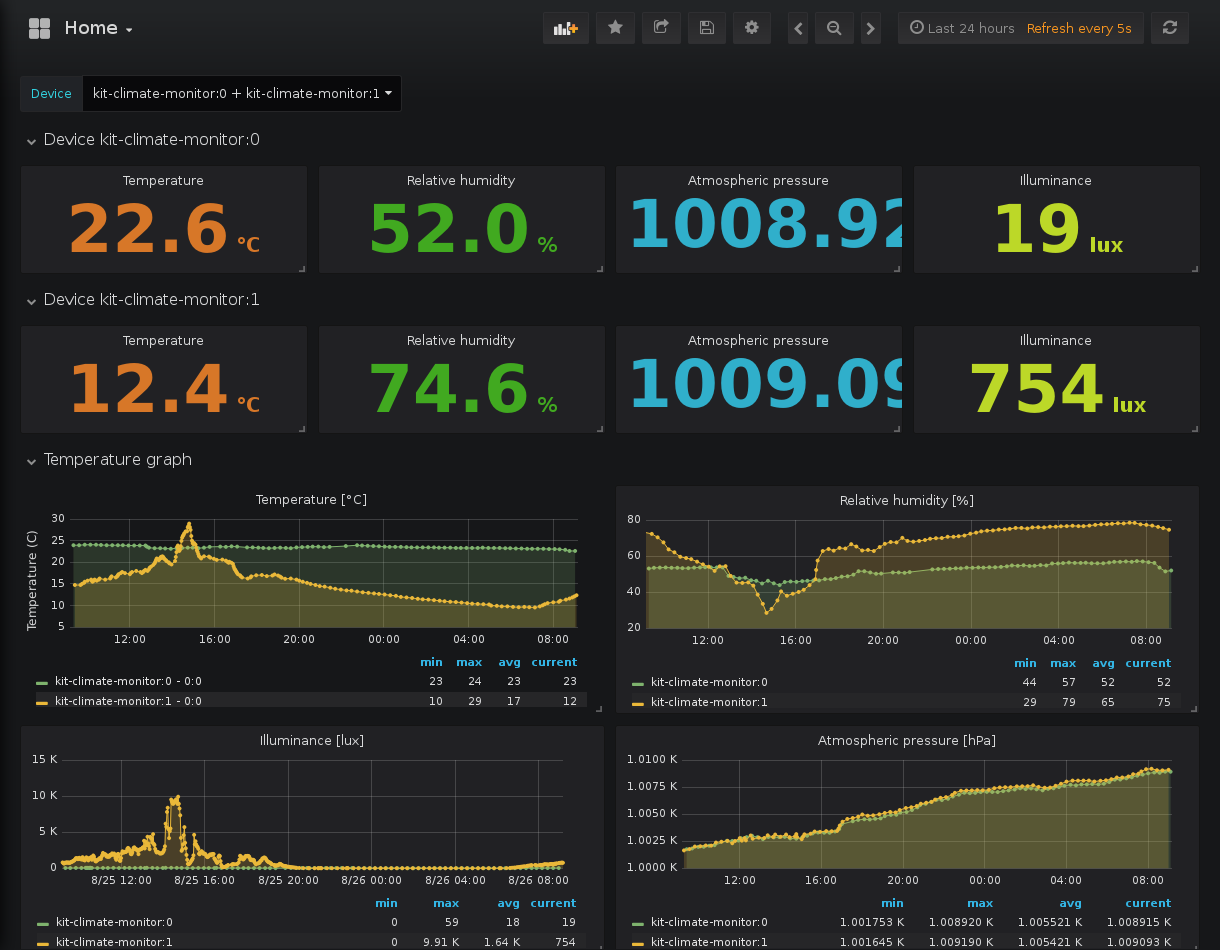 Home
Last 24 hours Refresh every 5s
Device kit-climate-monitor:0 + kit-climate-monitor:1
Device kit-climate-monitor:0
Temperature Relative humidity Atmospheric pressure Illuminance
22.6 °C 52.0 % 1008.92 19 lux
Device kit-climate-monitor:1
Temperature Relative humidity Atmospheric pressure Illuminance
12.4 °C 74.6 % 1009.09 754 lux
Temperature graph
Temperature [°C]
Temperature (C)
30
25
20
15
10
5
12:00 16:00 20:00 00:00 04:00 08:00
min max avg current
kit-climate-monitor:0 - 0:0 23 24 23 23
kit-climate-monitor:1 - 0:0 10 29 17 12
Relative humidity [%]
80
60
40
20
12:00 16:00 20:00 00:00 04:00 08:00
min max avg current
kit-climate-monitor:0 44 57 52 52
kit-climate-monitor:1 29 79 65 75
Illuminance [lux]
15 K
10 K
5 K
0
8/25 12:00 8/25 16:00 8/25 20:00 8/26 00:00 8/26 04:00 8/26 08:00
min max avg current
kit-climate-monitor:0 0 59 18 19
kit-climate-monitor:1 0 9.91 K 1.64 K 754
Atmospheric pressure [hPa]
1.0100 K
1.0075 K
1.0050 K
1.0025 K
1.0000 K
12:00 16:00 20:00 00:00 04:00 08:00
min max avg current
kit-climate-monitor:0 1.001753 K 1.008920 K 1.005521 K 1.008915 K
kit-climate-monitor:1 1.001645 K 1.009190 K 1.005421 K 1.009093 K